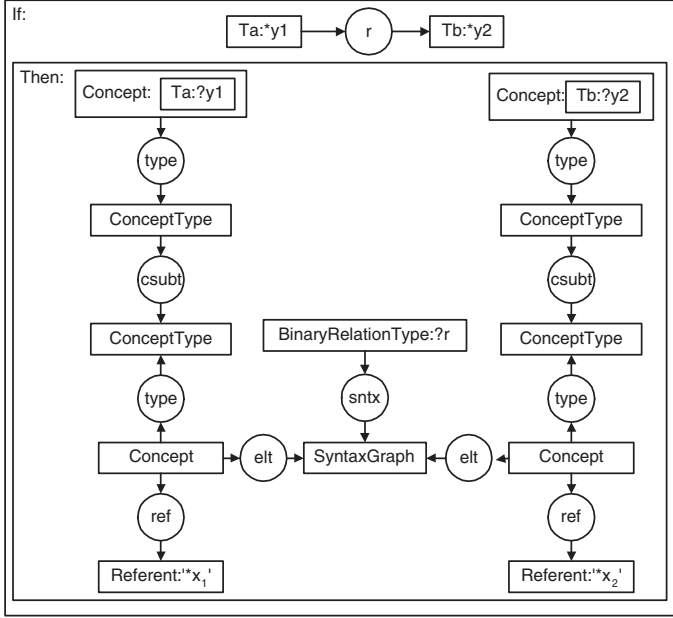 If:
Ta:*y1 r Tb:*y2
Then:
Concept: Ta:?y1 Concept: Tb:?y2
type type
ConceptType ConceptType
csubt csubt
ConceptType BinaryRelationType:?r ConceptType
type sntx type
Concept elt SyntaxGraph elt Concept
ref ref
Referent:'*x₁' Referent:'*x₂'